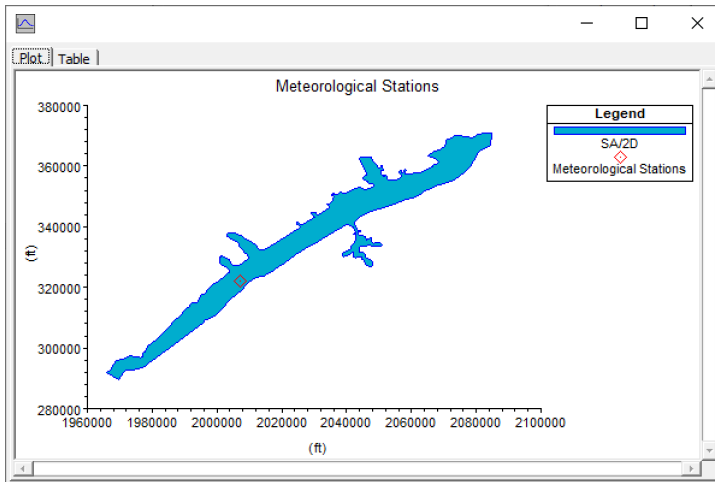 Plot Table
Meteorological Stations
380000
360000
340000
320000
300000
280000
(ft)
1960000 1980000 2000000 2020000 2040000 2060000 2080000 2100000
(ft)
Legend
SA/2D
Meteorological Stations